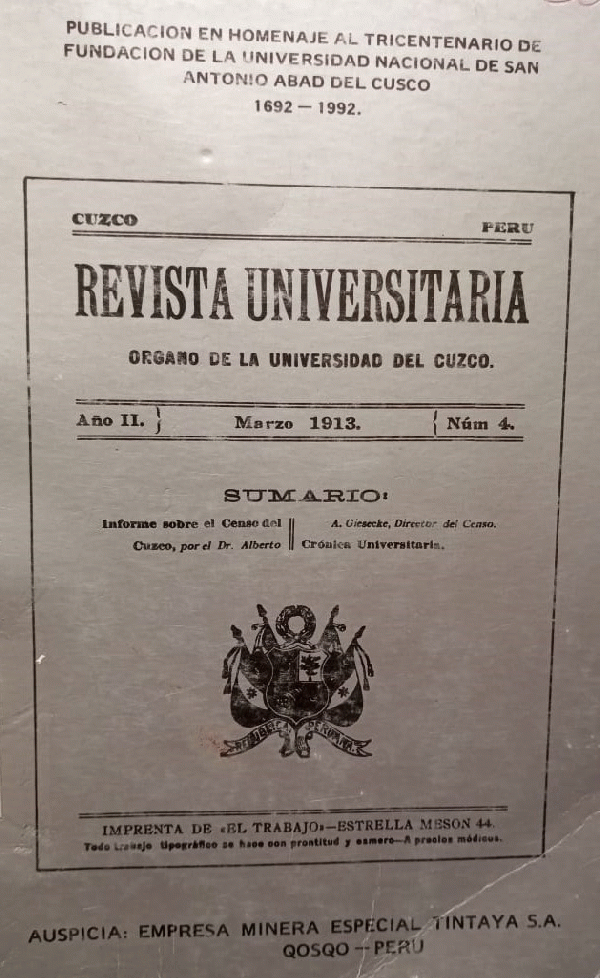 PUBLICACION EN HOMENAJE AL TRICENTENARIO DE
FUNDACION DE LA UNIVERSIDAD NACIONAL DE SAN
ANTONIO ABAD DEL CUSCO
1692 — 1992.
CUZCO PERU
REVISTA UNIVERSITARIA
ORGANO DE LA UNIVERSIDAD DEL CUZCO.
Año II. } Marzo 1913. { Núm 4.
SUMARIO:
Informe sobre el Censo del
Cuzco, por el Dr. Alberto
A. Giesecke, Director del Censo.
Crónica Universitaria.
REPÚBLICA PERUANA.
IMPRENTA DE «EL TRABAJO»—ESTRELLA MESON 44.
Todo trabajo tipográfico se hace con prontitud y esmero—A precios módicos.
AUSPICIA: EMPRESA MINERA ESPECIAL TINTAYA S.A.
QOSQO — PERU